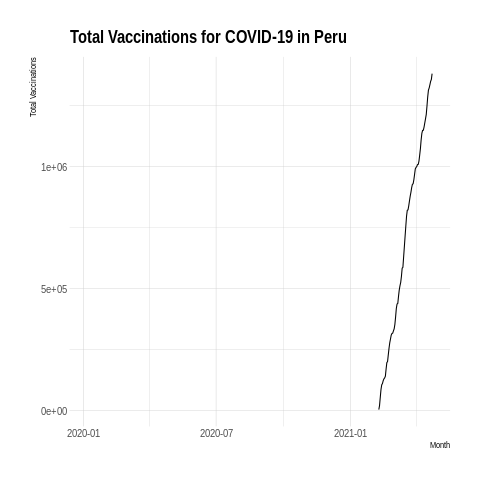 Total Vaccinations for COVID-19 in Peru
Total Vaccinations
1e+06
5e+05
0e+00
2020-01 2020-07 2021-01
Month